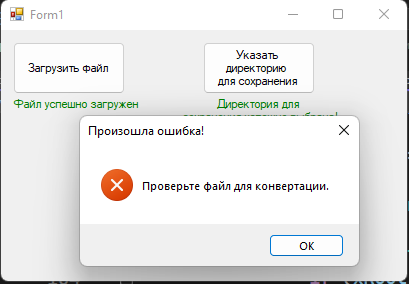 Form1
Загрузить файл
Указать
директорию
для сохранения
Файл успешно загружен
Директория для
Произошла ошибка!
Проверьте файл для конвертации.
OK